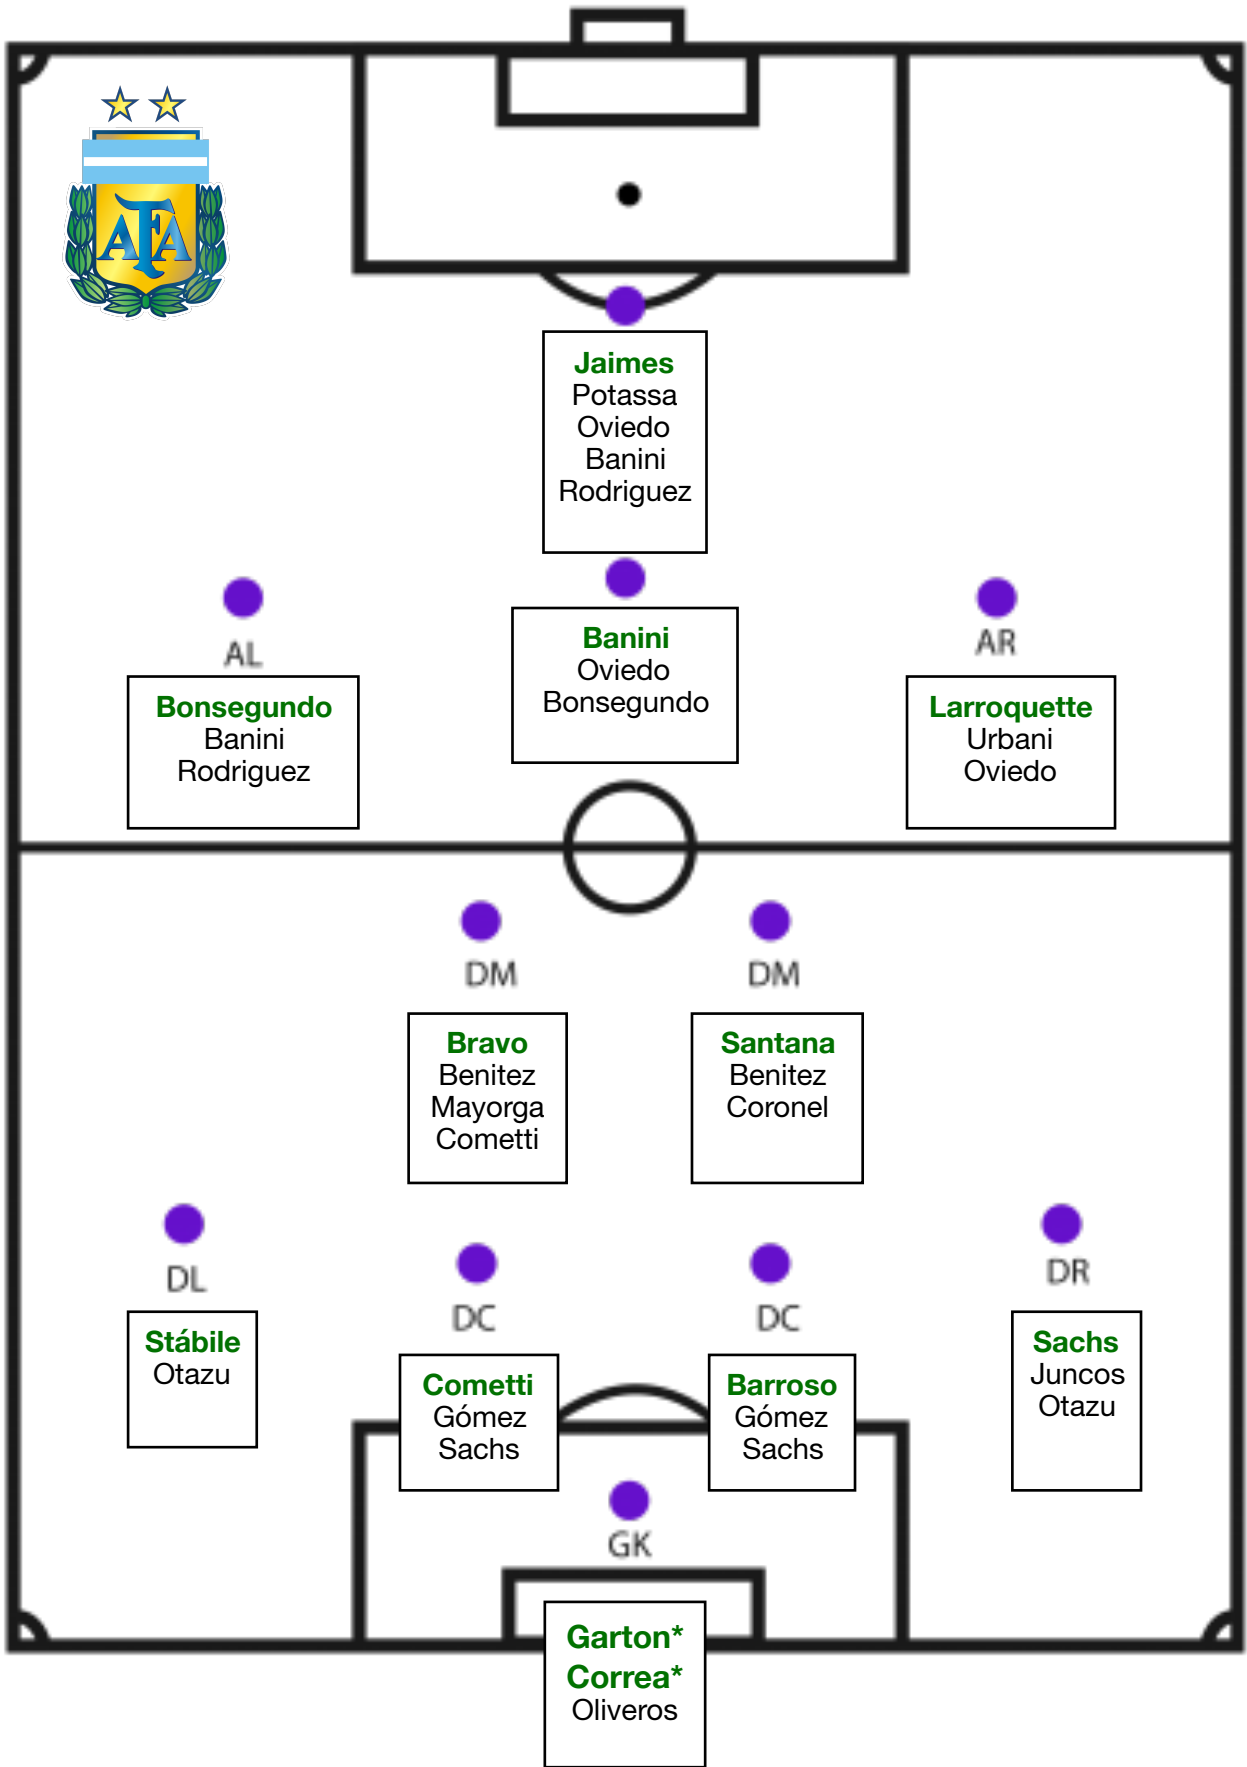 AFA
Jaimes
Potassa
Oviedo
Banini
Rodriguez
AL
Bonsegundo
Banini
Rodriguez
Banini
Oviedo
Bonsegundo
AR
Larroquette
Urbani
Oviedo
DM
Bravo
Benitez
Mayorga
Cometti
DM
Santana
Benitez
Coronel
DL
Stábile
Otazu
DC
Cometti
Gómez
Sachs
DC
Barroso
Gómez
Sachs
DR
Sachs
Juncos
Otazu
GK
Garton*
Correa*
Oliveros